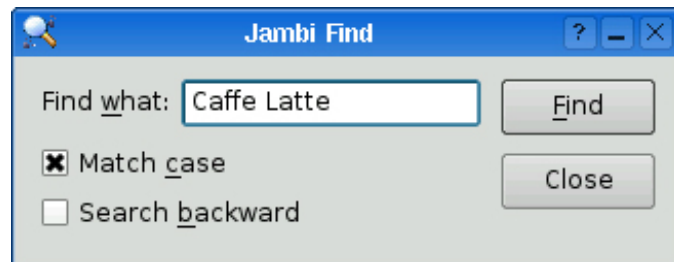 Jambi Find ?
Find what: Caffe Latte Find
Match case
Close
Search backward